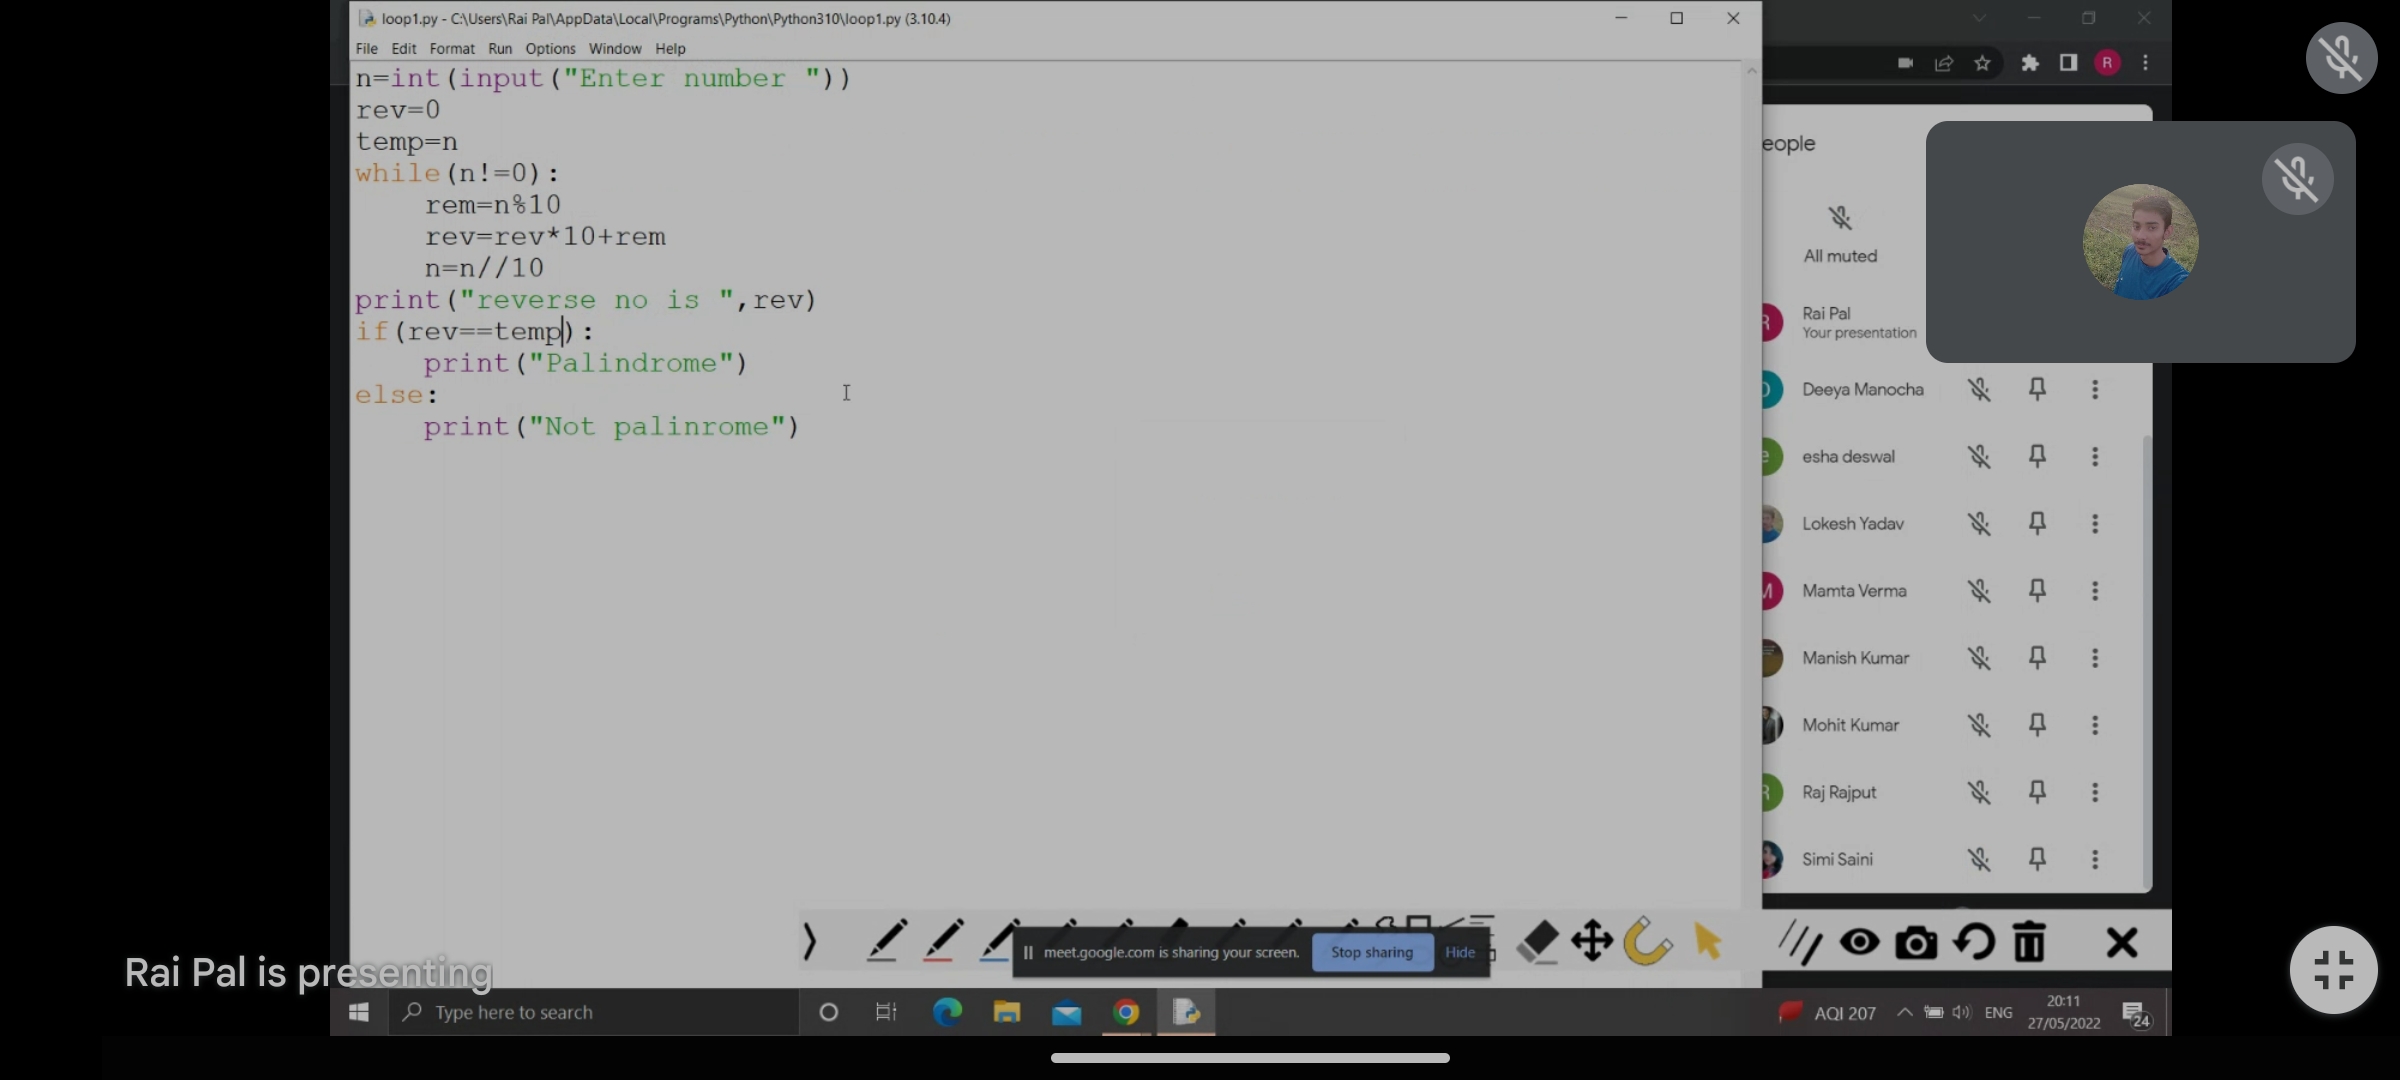 loop1.py - C:\Users\Rai Pal\AppData\Local\Programs\Python\Python310\loop1.py (3.10.4)
File Edit Format Run Options Window Help
n=int(input("Enter number "))
rev=0
temp=n
while(n!=0):
    rem=n%10
    rev=rev*10+rem
    n=n//10
print("reverse no is ",rev)
if(rev==temp):
    print("Palindrome")
else:
    print("Not palinrome")
R
eople
All muted
Rai Pal
Your presentation
Deeya Manocha
esha deswal
Lokesh Yadav
Mamta Verma
Manish Kumar
Mohit Kumar
Raj Rajput
Simi Saini
meet.google.com is sharing your screen. Stop sharing Hide
Rai Pal is presenting
Type here to search
AQI 207 ENG 20:11
27/05/2022
24